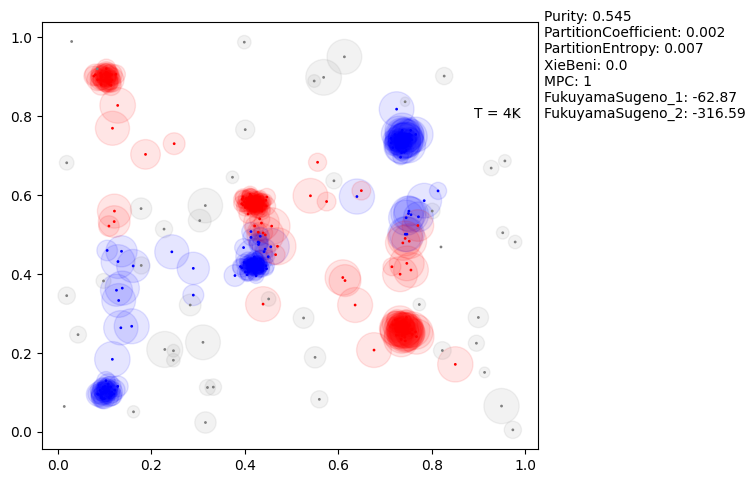 Purity: 0.545
PartitionCoefficient: 0.002
PartitionEntropy: 0.007
XieBeni: 0.0
MPC: 1
FukuyamaSugeno_1: -62.87
FukuyamaSugeno_2: -316.59
T = 4K
1.0
0.8
0.6
0.4
0.2
0.0
0.0 0.2 0.4 0.6 0.8 1.0